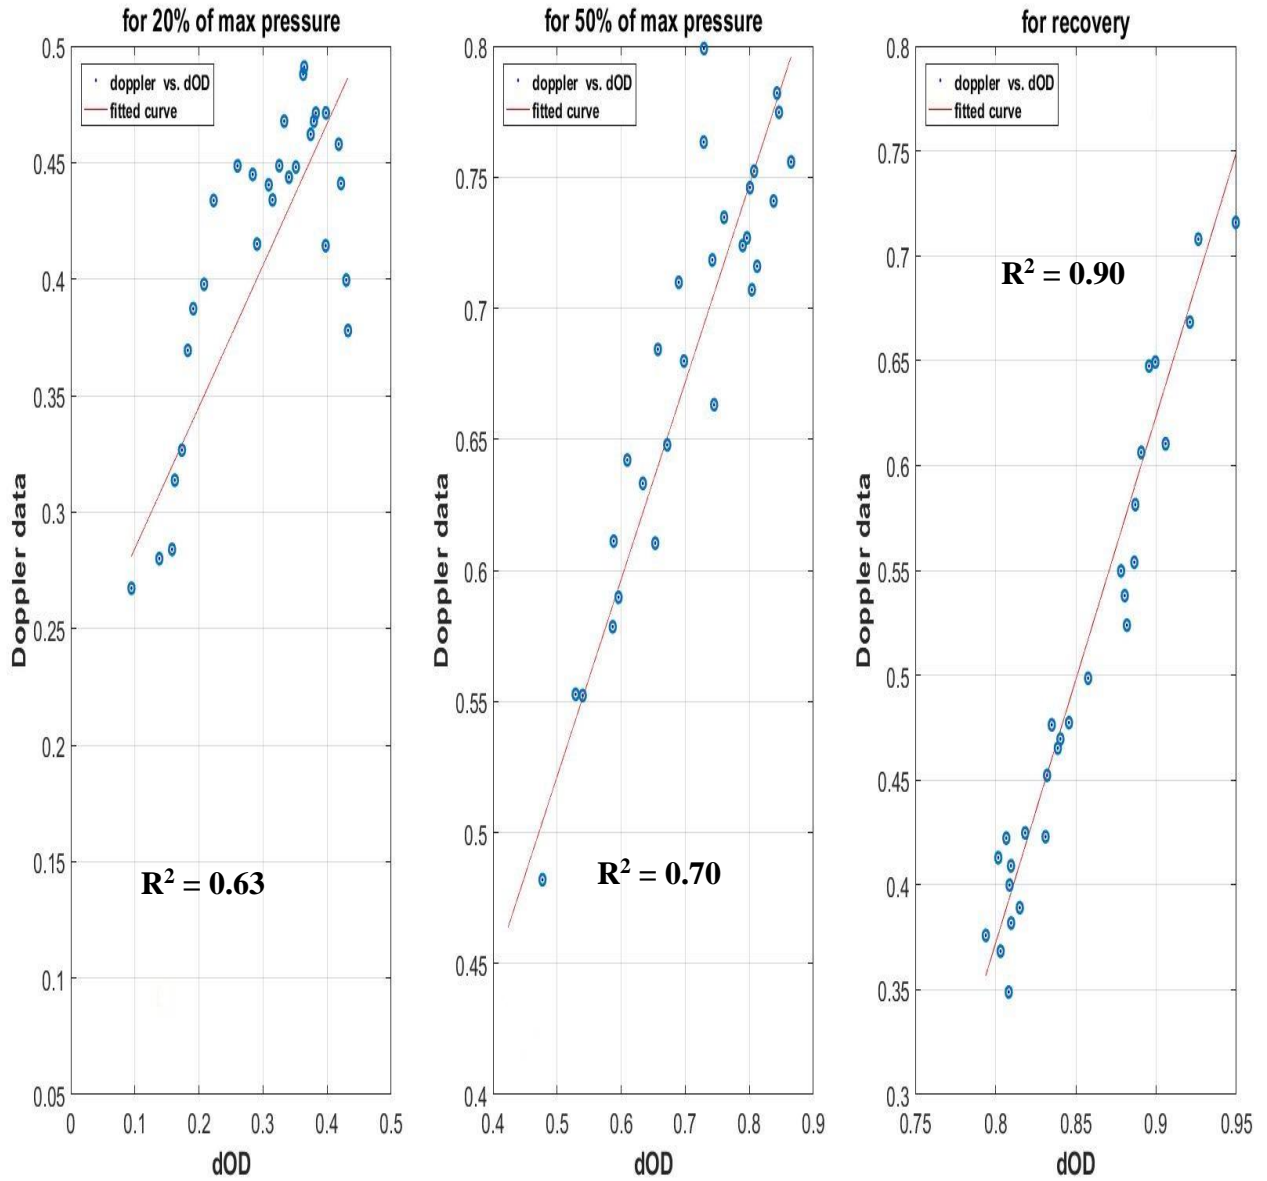 for 20% of max pressure
doppler vs. dOD
fitted curve
0.5
0.45
0.4
0.35
0.3
0.25
0.2
0.15
0.1
0.05
Doppler data
R² = 0.63
0 0.1 0.2 0.3 0.4 0.5
dOD
for 50% of max pressure
doppler vs. dOD
fitted curve
0.8
0.75
0.7
0.65
0.6
0.55
0.5
0.45
0.4
Doppler data
R² = 0.70
0.4 0.5 0.6 0.7 0.8 0.9
dOD
for recovery
doppler vs. dOD
fitted curve
0.8
0.75
0.7
0.65
0.6
0.55
0.5
0.45
0.4
0.35
0.3
Doppler data
R² = 0.90
0.75 0.8 0.85 0.9 0.95
dOD